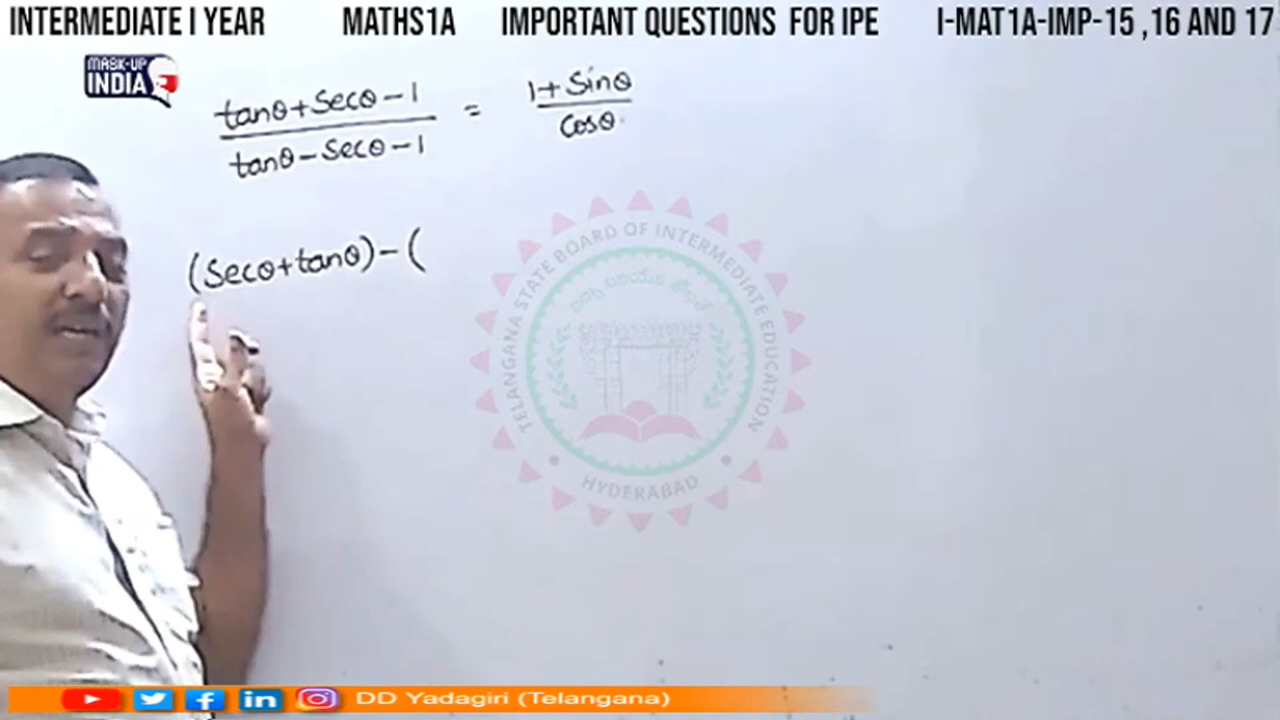 INTERMEDIATE I YEAR MATHS1A IMPORTANT QUESTIONS FOR IPE I-MAT1A-IMP-15 ,16 AND 17
MASK-UP
INDIA
tanθ+Secθ-1 = 1+Sinθ
tanθ-Secθ-1 Cosθ
(Secθ+tanθ)-(
TELANGANA STATE BOARD OF INTERMEDIATE EDUCATION
HYDERABAD
in DD Yadagiri (Telangana)